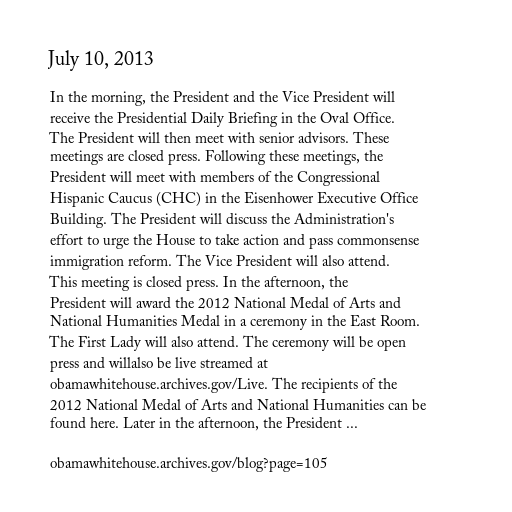 July 10, 2013
In the morning, the President and the Vice President will
receive the Presidential Daily Briefing in the Oval Office.
The President will then meet with senior advisors. These
meetings are closed press. Following these meetings, the
President will meet with members of the Congressional
Hispanic Caucus (CHC) in the Eisenhower Executive Office
Building. The President will discuss the Administration's
effort to urge the House to take action and pass commonsense
immigration reform. The Vice President will also attend.
This meeting is closed press. In the afternoon, the
President will award the 2012 National Medal of Arts and
National Humanities Medal in a ceremony in the East Room.
The First Lady will also attend. The ceremony will be open
press and willalso be live streamed at
obamawhitehouse.archives.gov/Live. The recipients of the
2012 National Medal of Arts and National Humanities can be
found here. Later in the afternoon, the President ...
obamawhitehouse.archives.gov/blog?page=105